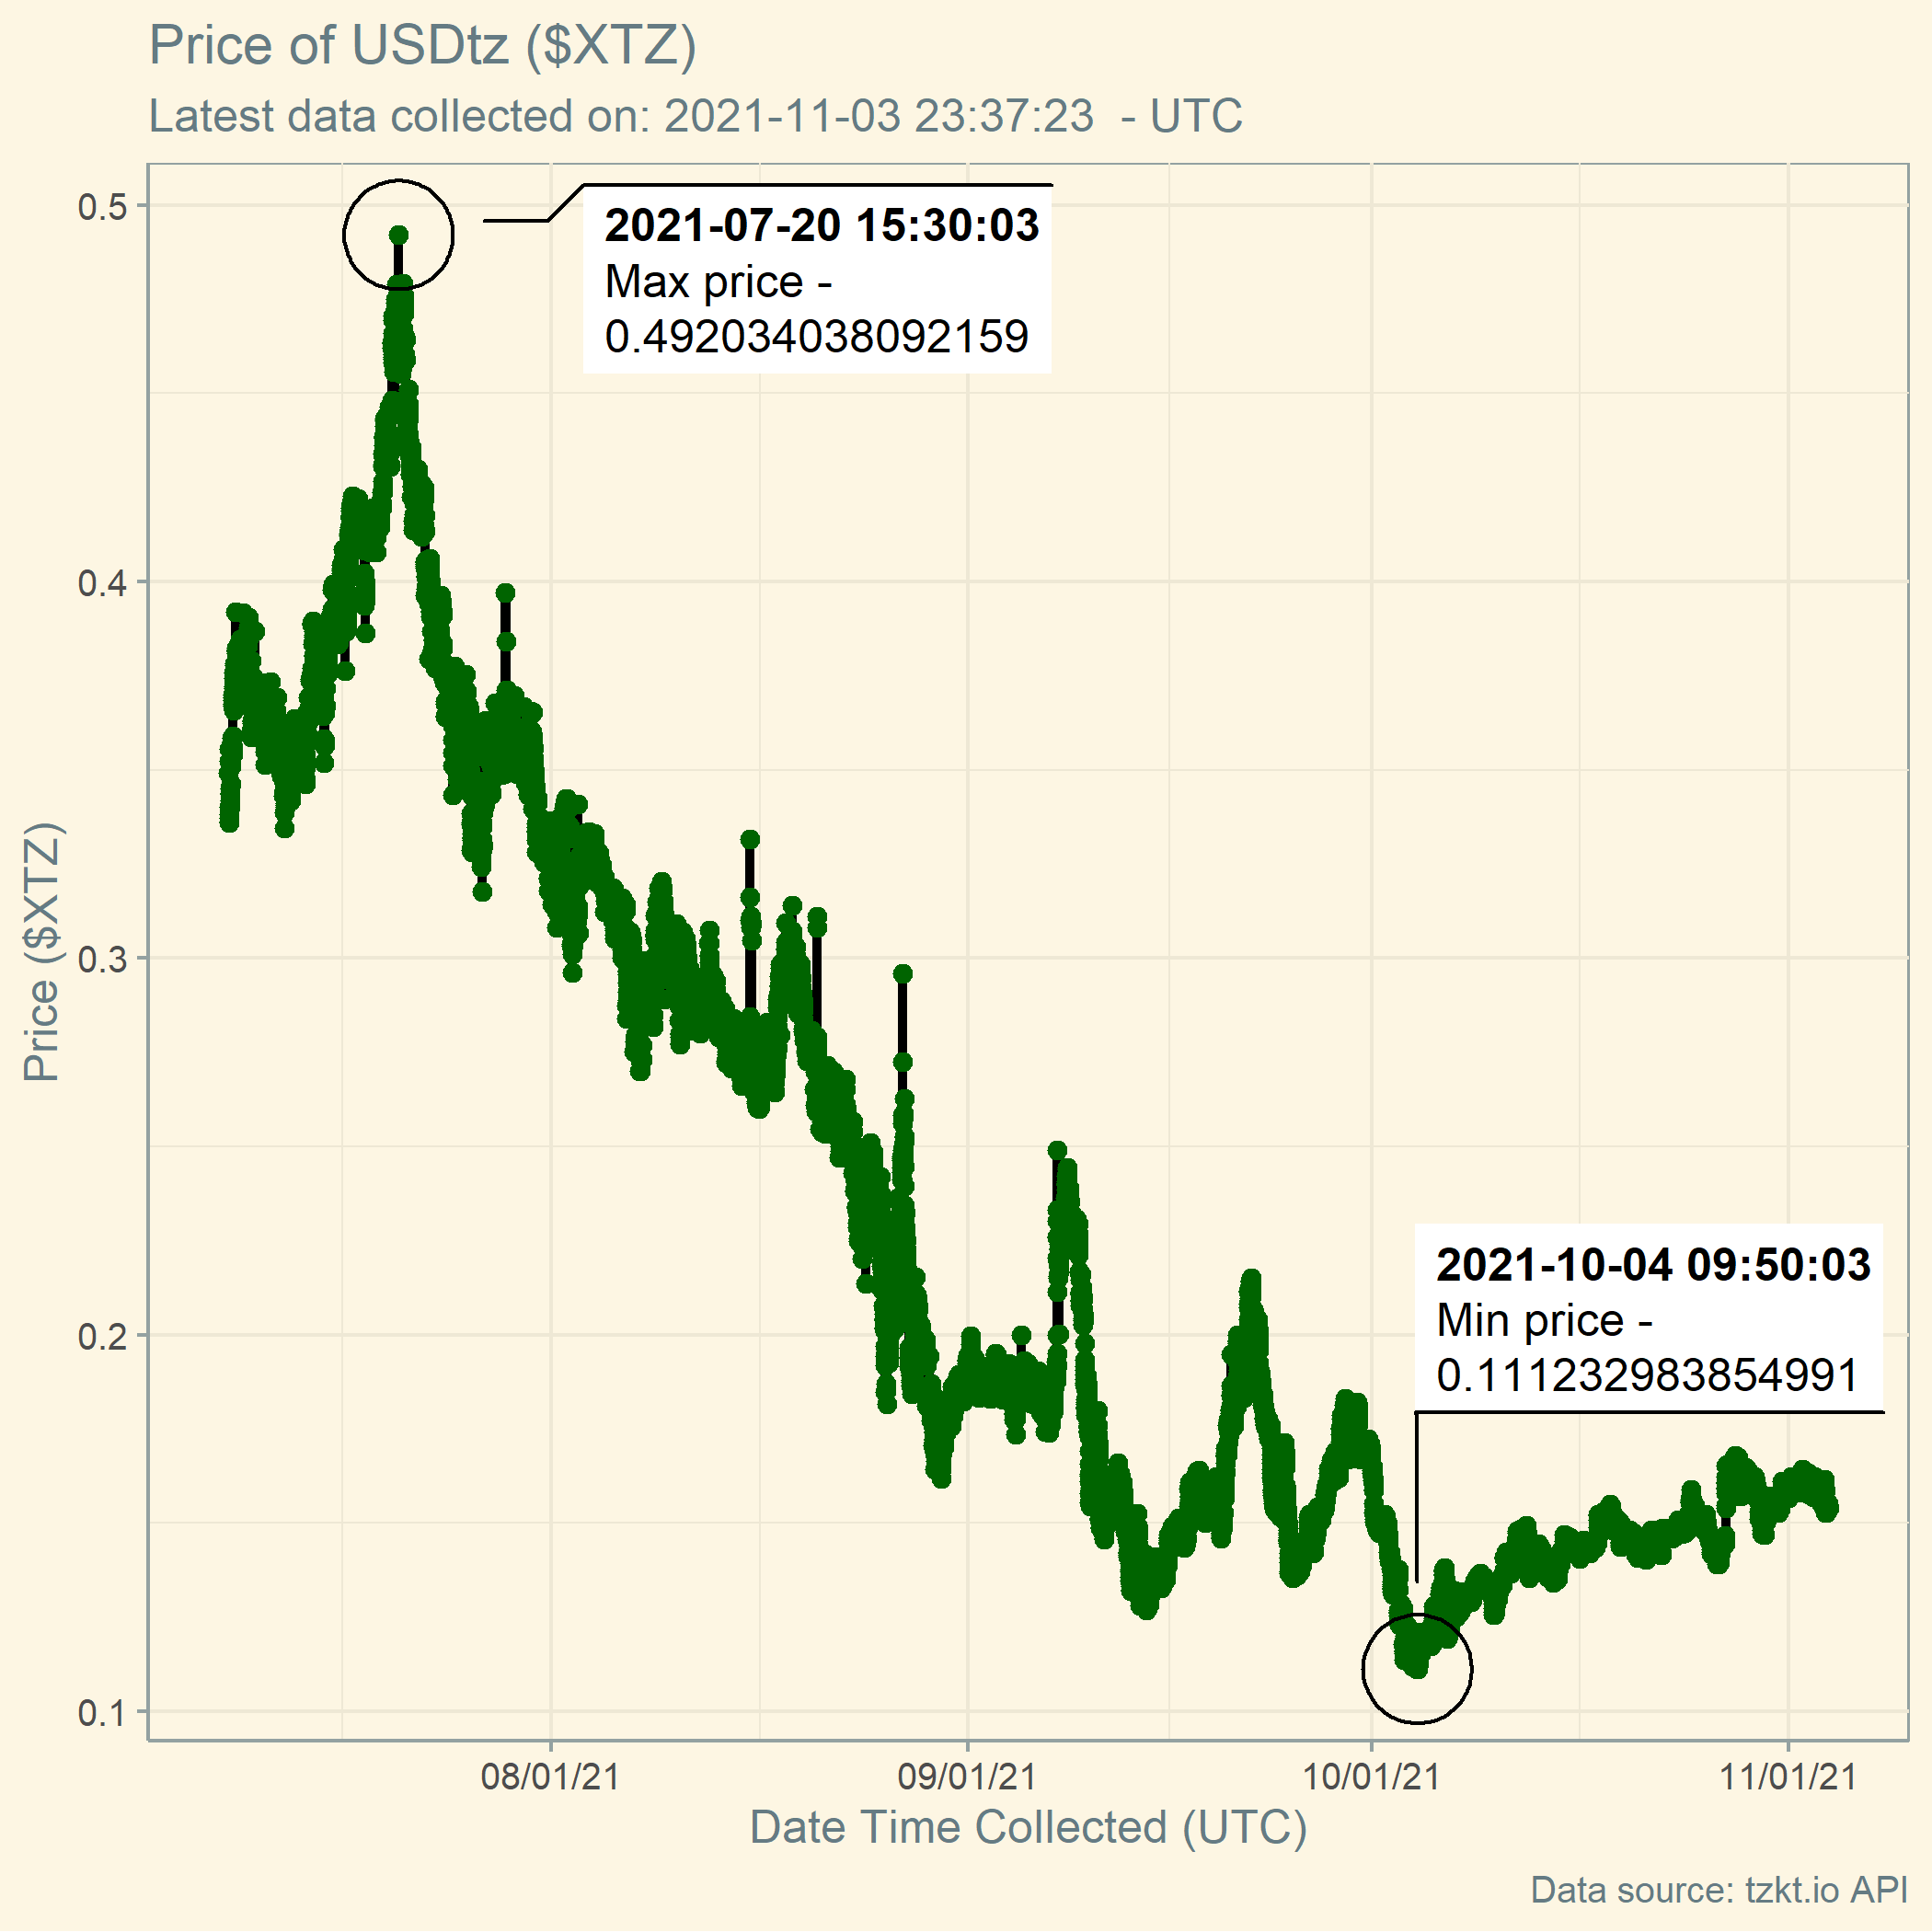 Price of USDtz ($XTZ)
Latest data collected on: 2021-11-03 23:37:23  - UTC
0.5
0.4
0.3
0.2
0.1
Price ($XTZ)
2021-07-20 15:30:03
Max price -
0.492034038092159
2021-10-04 09:50:03
Min price -
0.111232983854991
08/01/21
09/01/21
10/01/21
11/01/21
Date Time Collected (UTC)
Data source: tzkt.io API